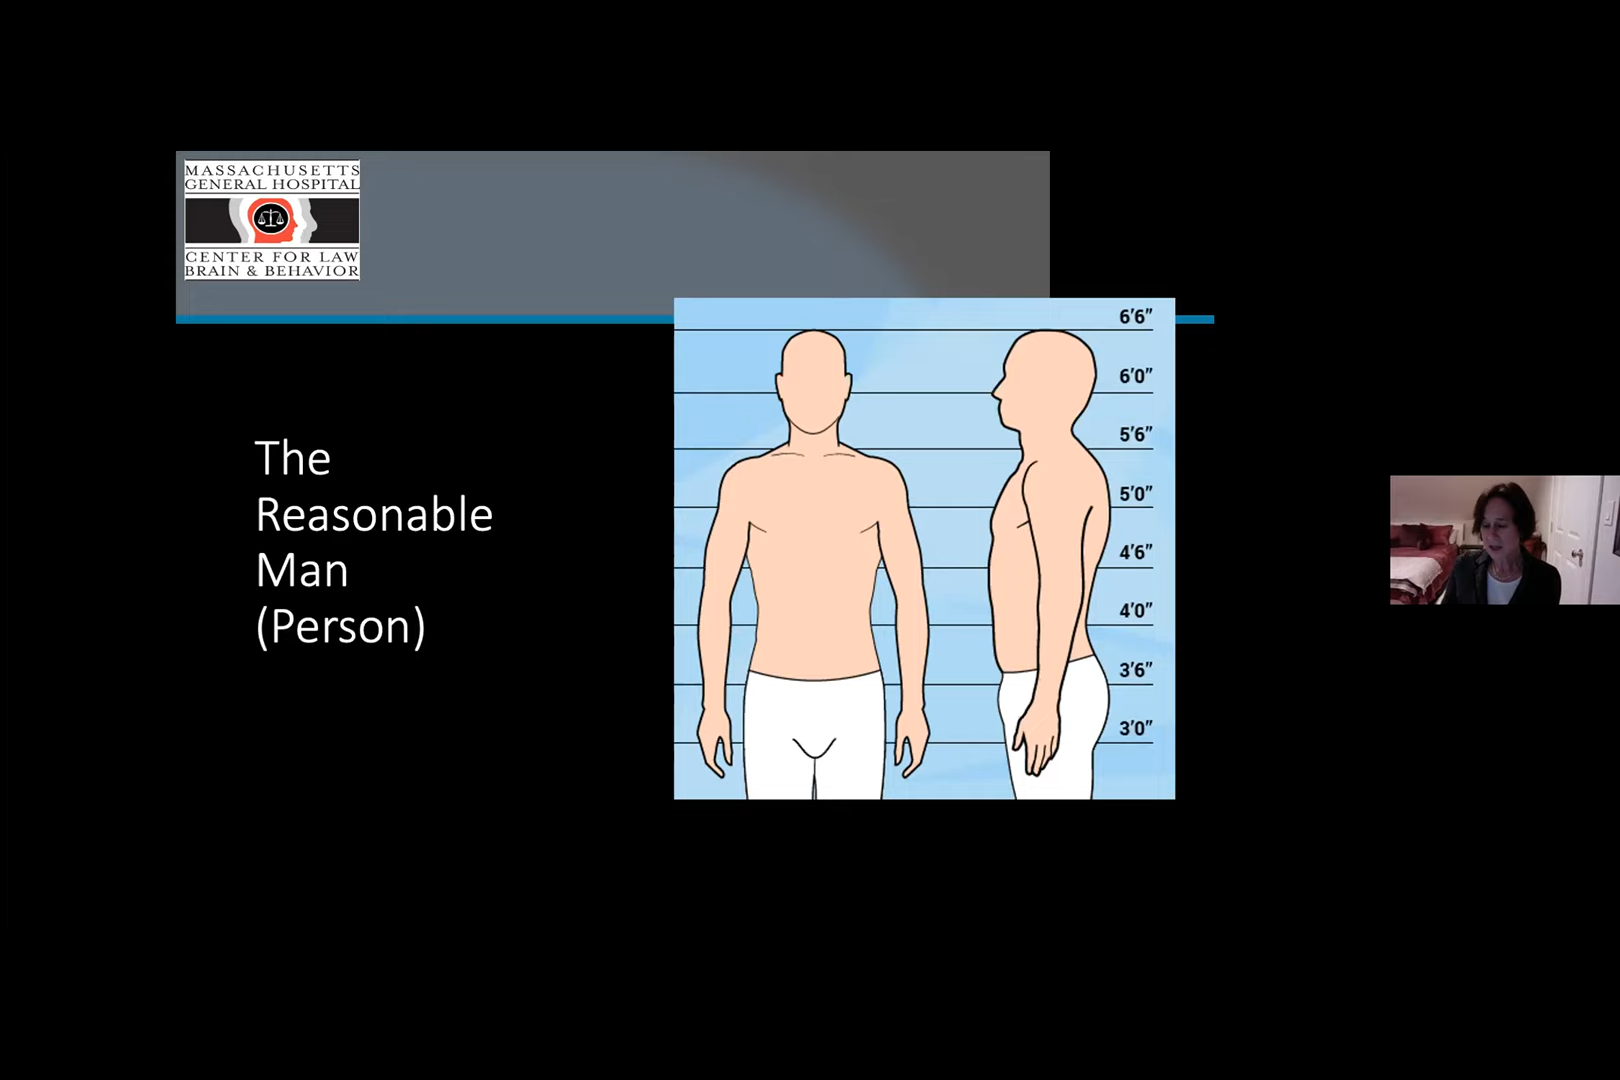 MASSACHUSETTS
GENERAL HOSPITAL
CENTER FOR LAW
BRAIN & BEHAVIOR
The
Reasonable
Man
(Person)
6'6"
6'0"
5'6"
5'0"
4'6"
4'0"
3'6"
3'0"